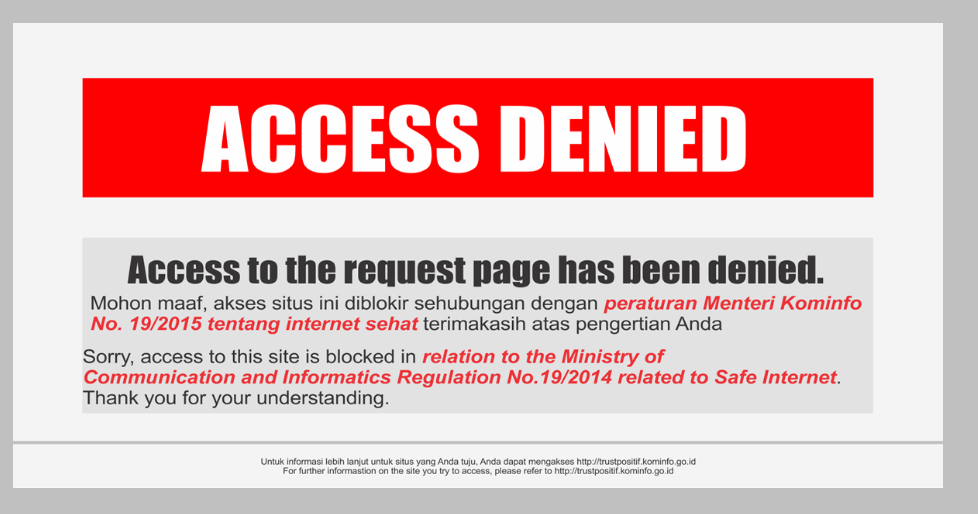 ACCESS DENIED
Access to the request page has been denied.
Mohon maaf, akses situs ini diblokir sehubungan dengan peraturan Menteri Kominfo
No. 19/2015 tentang internet sehat terimakasih atas pengertian Anda
Sorry, access to this site is blocked in relation to the Ministry of
Communication and Informatics Regulation No.19/2014 related to Safe Internet.
Thank you for your understanding.
Untuk informasi lebih lanjut untuk situs yang Anda tuju, Anda dapat mengakses http://trustpositif.kominfo.go.id
For further informastion on the site you try to access, please refer to http://trustpositif.kominfo.go.id